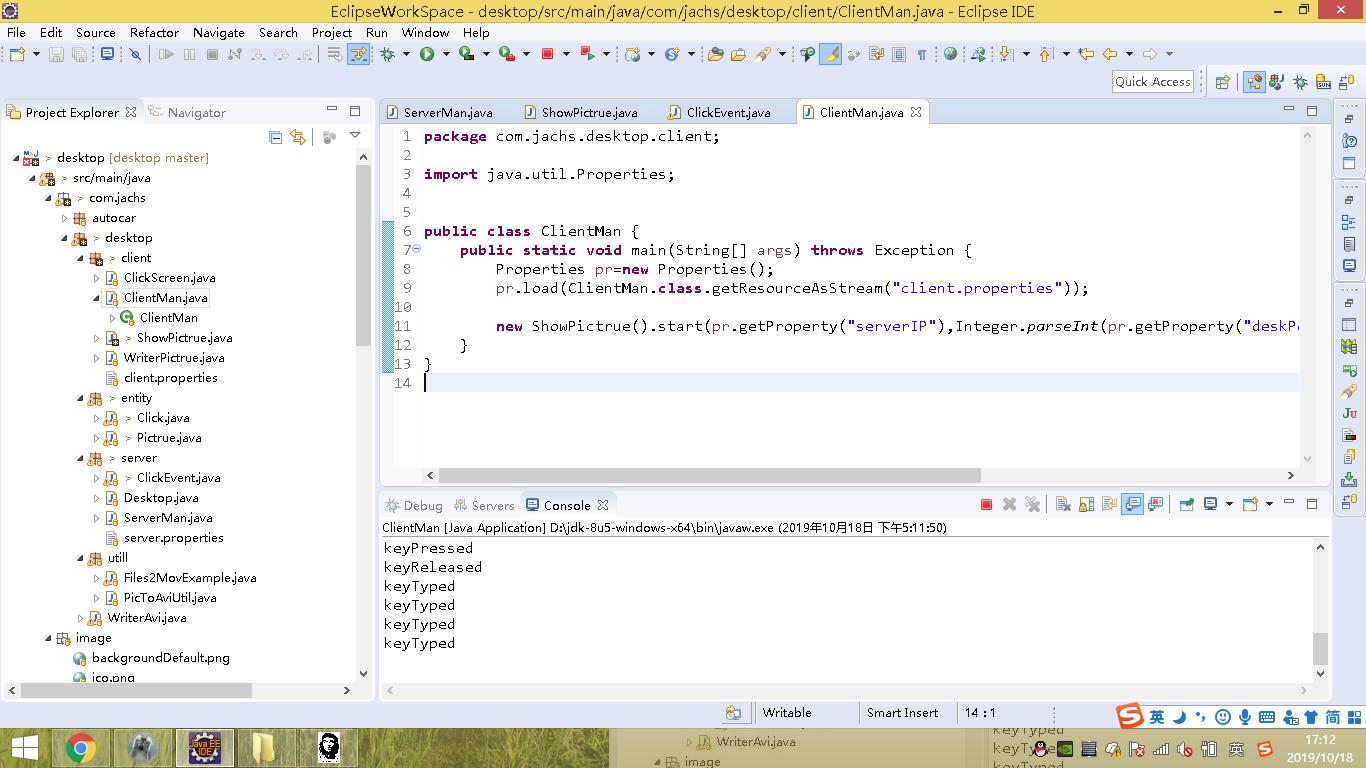 EclipseWorkSpace - desktop/src/main/java/com/jachs/desktop/client/ClientMan.java - Eclipse IDE
File Edit Source Refactor Navigate Search Project Run Window Help
Quick Access
Project Explorer Navigator
> desktop [desktop master]
> src/main/java
> com.jachs
autocar
> desktop
> client
ClickScreen.java
ClientMan.java
ClientMan
> ShowPictrue.java
WriterPictrue.java
client.properties
> entity
> Click.java
> Pictrue.java
> server
> ClickEvent.java
Desktop.java
ServerMan.java
server.properties
utill
Files2MovExample.java
PicToAviUtil.java
WriterAvi.java
image
backgroundDefault.png
ico.png
ServerMan.java ShowPictrue.java ClickEvent.java ClientMan.java
1 package com.jachs.desktop.client;
2
3 import java.util.Properties;
4
5
6 public class ClientMan {
7 public static void main(String[] args) throws Exception {
8 Properties pr=new Properties();
9 pr.load(ClientMan.class.getResourceAsStream("client.properties"));
10
11 new ShowPictrue().start(pr.getProperty("serverIP"),Integer.parseInt(pr.getProperty("deskP
12 }
13 }
14
Debug Servers Console
ClientMan [Java Application] D:\jdk-8u5-windows-x64\bin\javaw.exe (2019年10月18日 下午5:11:50)
keyPressed
keyReleased
keyTyped
keyTyped
keyTyped
keyTyped
Writable Smart Insert 14 : 1
英 简
Java EE
IDE
WriterAvi.java
image
keyTyped
英
17:12
2019/10/18